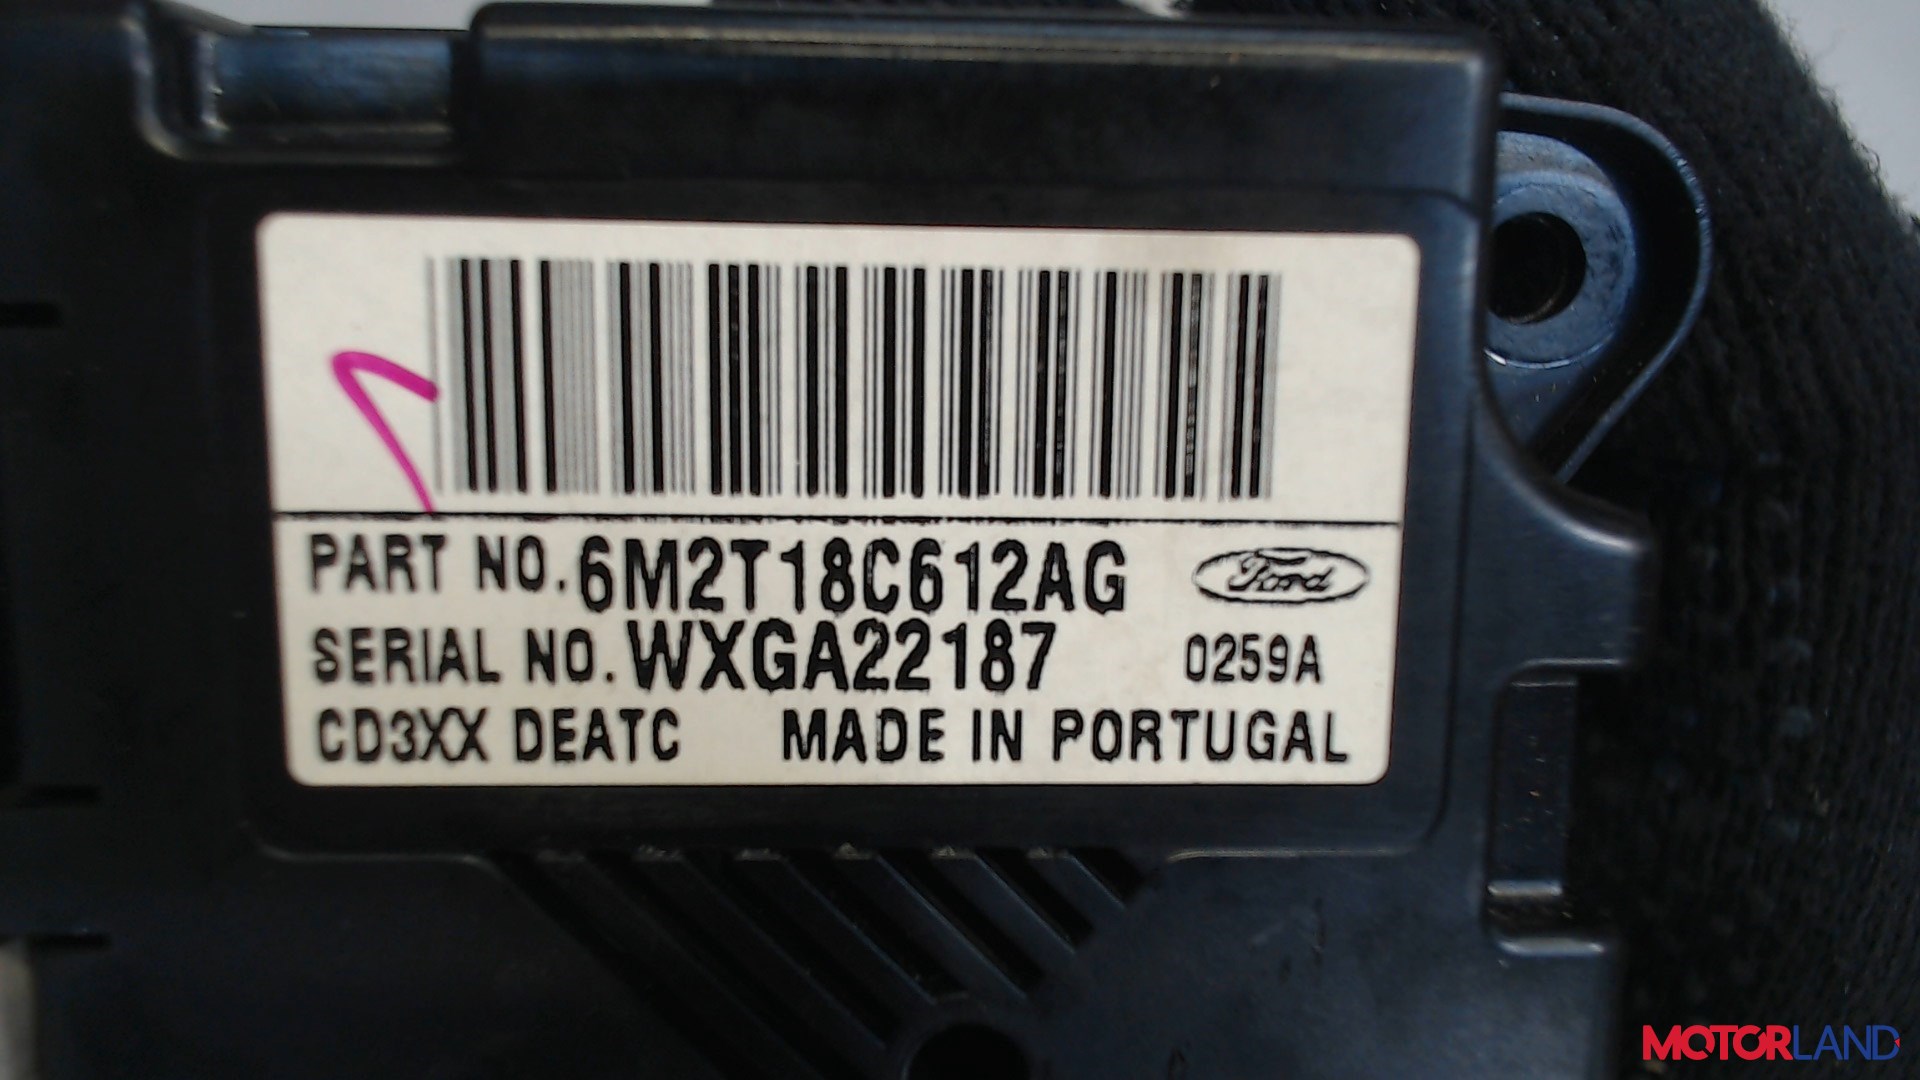 PART NO. 6M2T18C612AG Ford
SERIAL NO. WXGA22187 0259A
CD3XX DEATC MADE IN PORTUGAL
MOTORLAND